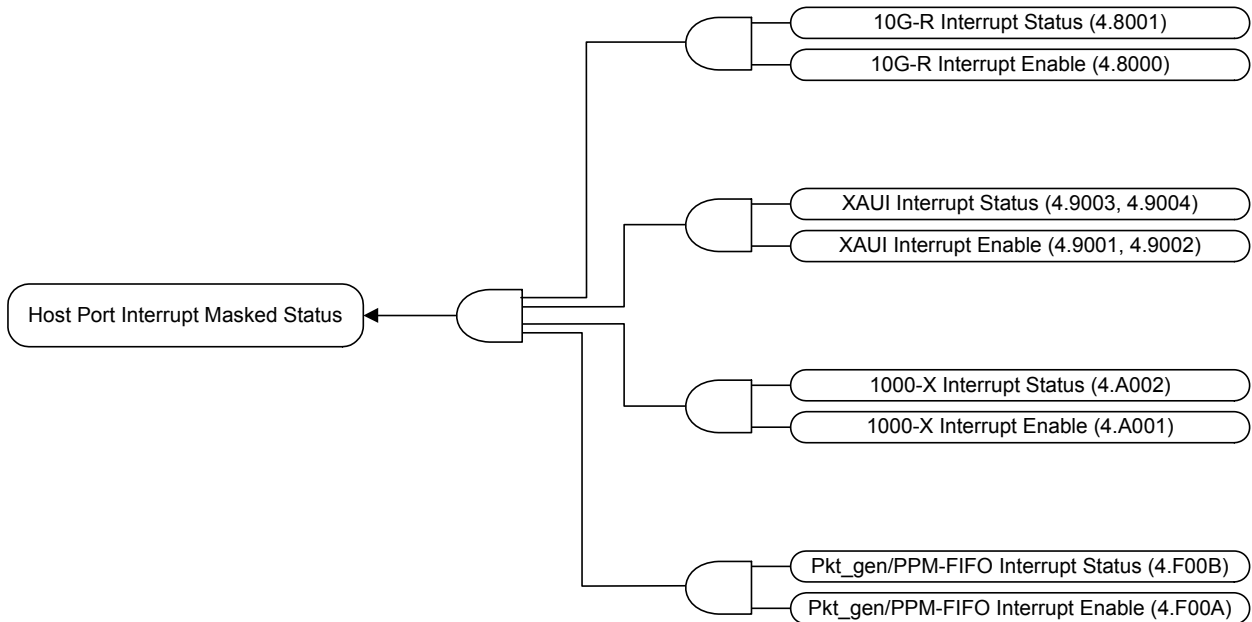 10G-R Interrupt Status (4.8001)
10G-R Interrupt Enable (4.8000)
XAUI Interrupt Status (4.9003, 4.9004)
XAUI Interrupt Enable (4.9001, 4.9002)
Host Port Interrupt Masked Status
1000-X Interrupt Status (4.A002)
1000-X Interrupt Enable (4.A001)
Pkt_gen/PPM-FIFO Interrupt Status (4.F00B)
Pkt_gen/PPM-FIFO Interrupt Enable (4.F00A)